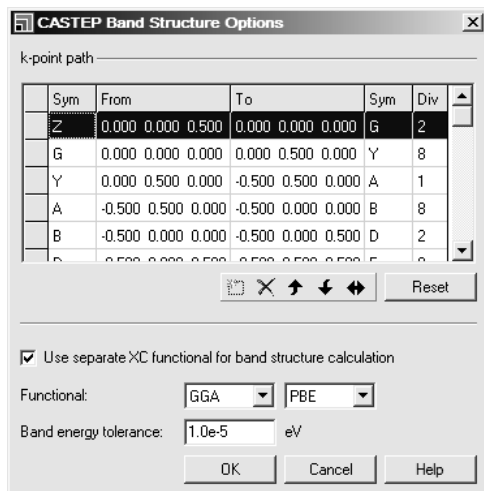 CASTEP Band Structure Options
k-point path
Sym From To Sym Div
Z 0.000 0.000 0.500 0.000 0.000 0.000 G 2
G 0.000 0.000 0.000 0.000 0.500 0.000 Y 8
Y 0.000 0.500 0.000 -0.500 0.500 0.000 A 1
A -0.500 0.500 0.000 -0.500 0.000 0.000 B 8
B -0.500 0.000 0.000 -0.500 0.000 0.500 D 2
Reset
Use separate XC functional for band structure calculation
Functional: GGA PBE
Band energy tolerance: 1.0e-5 eV
OK Cancel Help